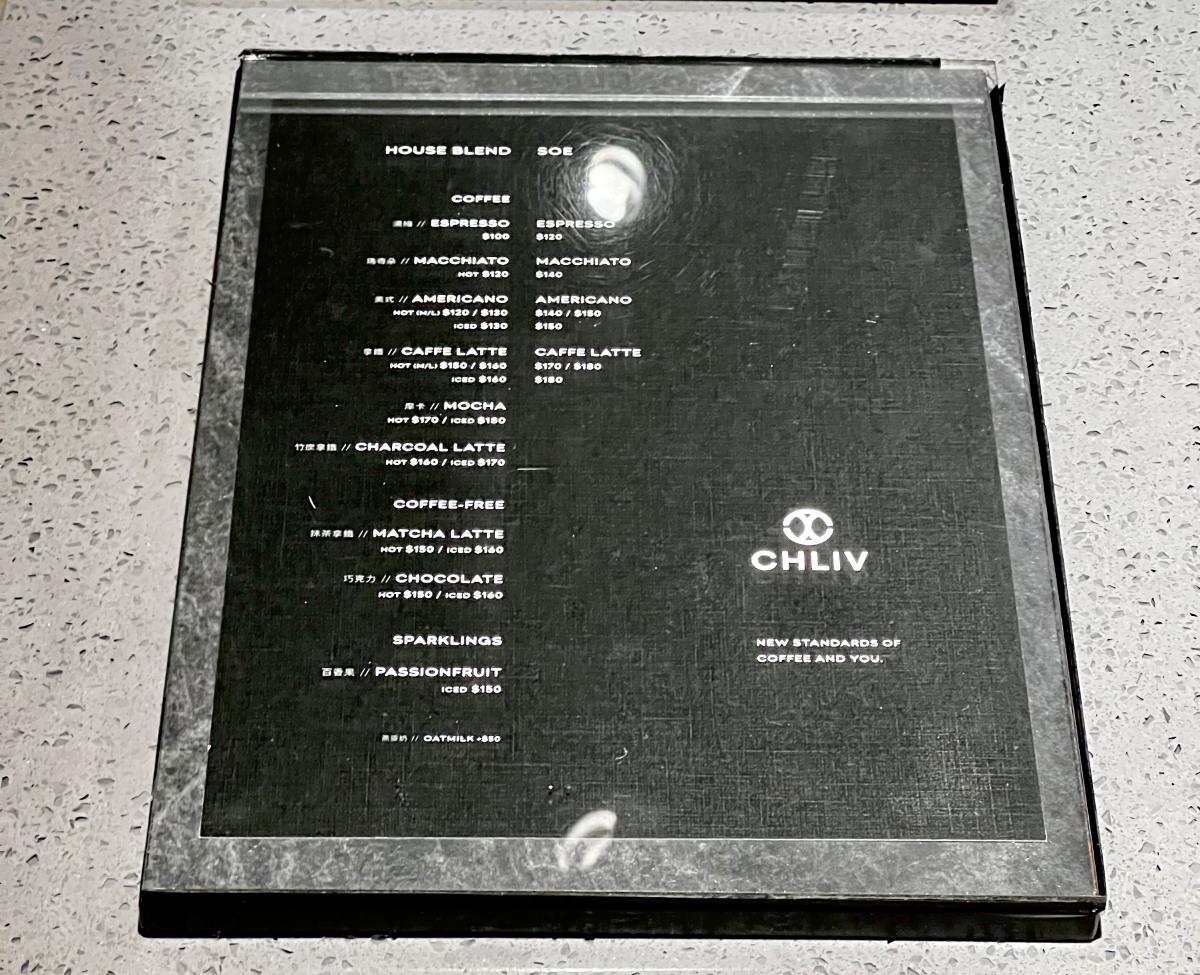 HOUSE BLEND SOE
COFFEE
濃縮 // ESPRESSO ESPRESSO
$100 $120
瑪奇朵 // MACCHIATO MACCHIATO
HOT $120 $140
美式 // AMERICANO AMERICANO
HOT (M/L) $120 / $130 $140 / $150
ICED $130 $150
拿鐵 // CAFFE LATTE CAFFE LATTE
HOT (M/L) $150 / $160 $170 / $180
ICED $160 $180
摩卡 // MOCHA
HOT $170 / ICED $180
竹炭拿鐵 // CHARCOAL LATTE
HOT $160 / ICED $170
COFFEE-FREE
抹茶拿鐵 // MATCHA LATTE
HOT $150 / ICED $160
巧克力 // CHOCOLATE
HOT $150 / ICED $160
SPARKLINGS
百香果 // PASSIONFRUIT
ICED $150
燕麥奶 // OATMILK +$50
CHLIV
NEW STANDARDS OF
COFFEE AND YOU.